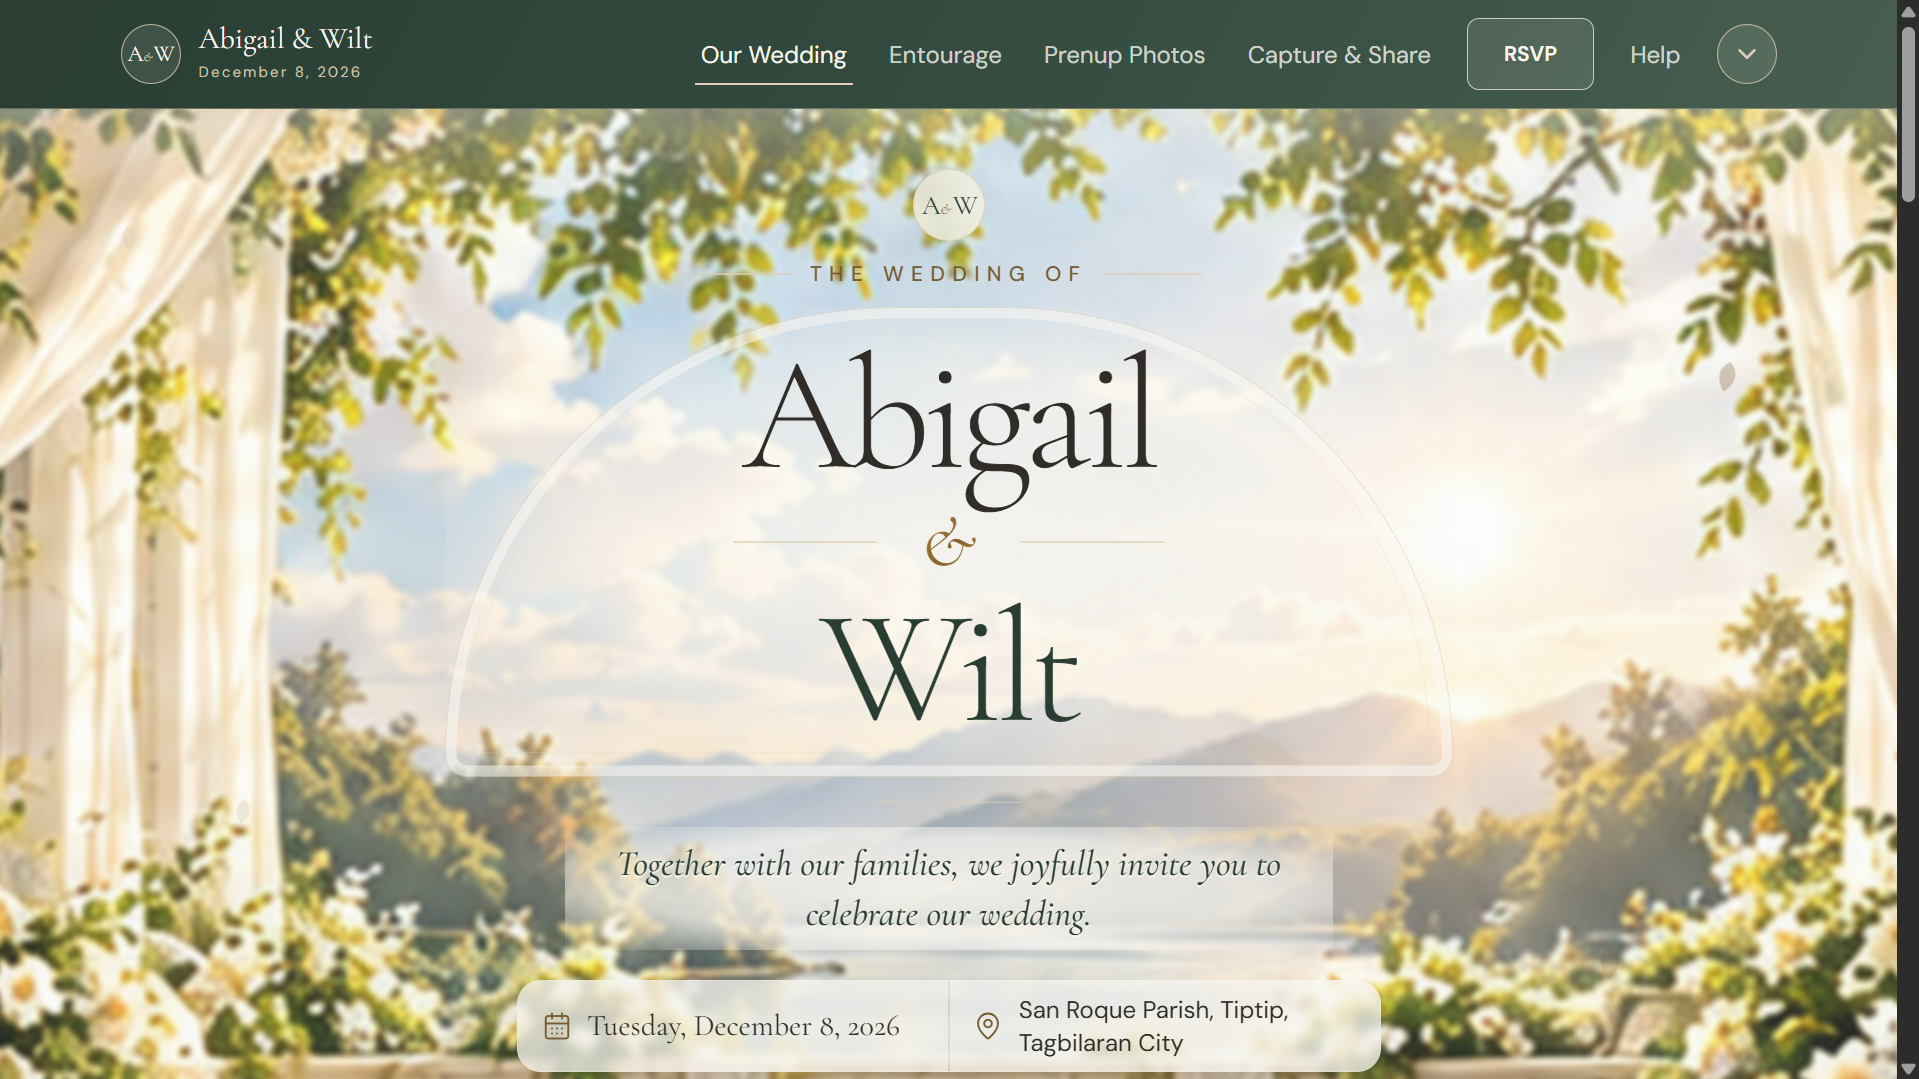 A&W
Abigail & Wilt
December 8, 2026
Our Wedding
Entourage
Prenup Photos
Capture & Share
RSVP
Help
A&W
THE WEDDING OF
Abigail
&
Wilt
Together with our families, we joyfully invite you to
celebrate our wedding.
Tuesday, December 8, 2026
San Roque Parish, Tiptip,
Tagbilaran City